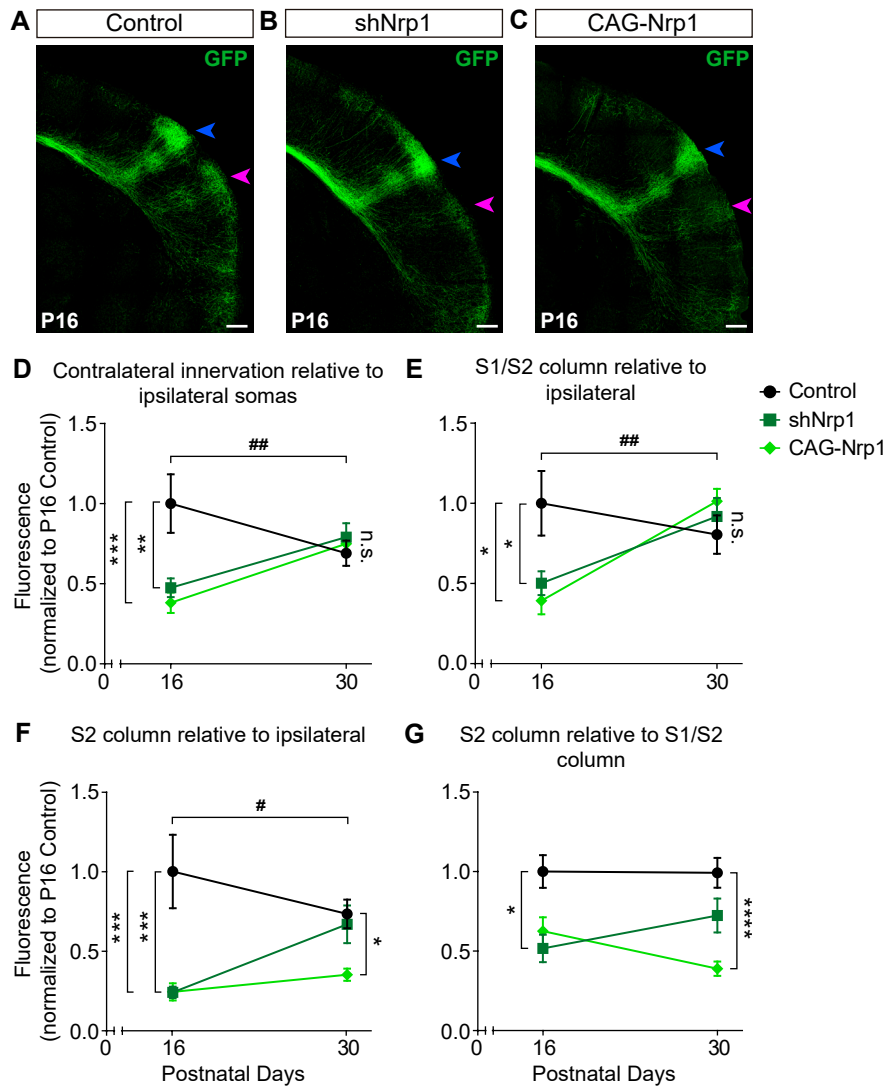 A Control B shNrp1 C CAG-Nrp1
GFP GFP GFP
P16 P16 P16
D Contralateral innervation relative to
ipsilateral somas
Fluorescence
(normalized to P16 Control)
1.5
1.0
0.5
0.0
0 16 30
##
***
**
n.s.
E S1/S2 column relative to
ipsilateral
1.5
1.0
0.5
0.0
0 16 30
##
*
*
n.s.
Control
shNrp1
CAG-Nrp1
F S2 column relative to ipsilateral
Fluorescence
(normalized to P16 Control)
1.5
1.0
0.5
0.0
0 16 30
Postnatal Days
#
***
***
*
G S2 column relative to S1/S2
column
1.5
1.0
0.5
0.0
0 16 30
Postnatal Days
*
****